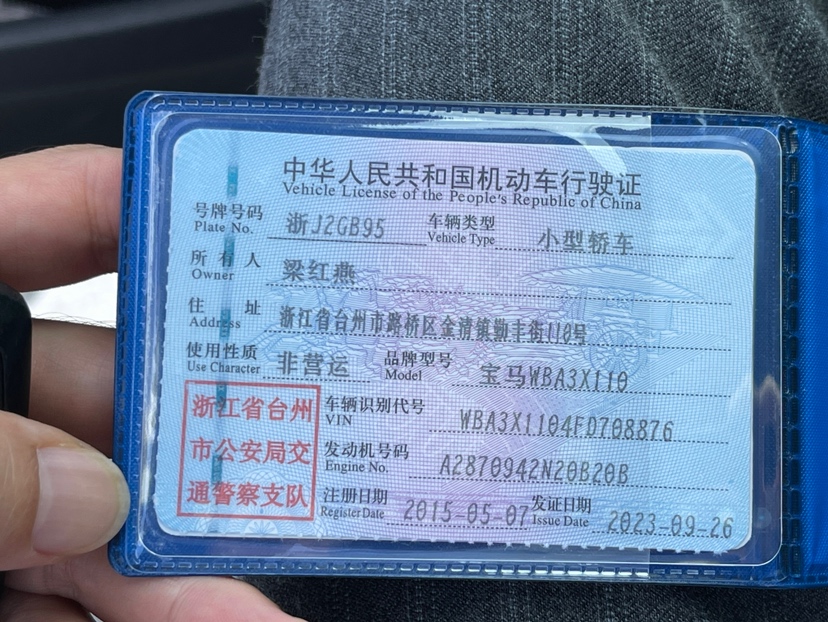 中华人民共和国机动车行驶证
Vehicle License of the People's Republic of China
号牌号码 浙J2GB95 车辆类型 小型轿车
Plate No. Vehicle Type
所有人 梁红燕
Owner
住址 浙江省台州市路桥区金清镇勤丰街110号
Address
使用性质 非营运 品牌型号 宝马WBA3X110
Use Character Model
浙江省台州
市公安局交
通警察支队
车辆识别代号 WBA3X1104FD708876
VIN
发动机号码 A2870942N20B20B
Engine No.
注册日期 2015-05-07 发证日期 2023-09-26
Register Date Issue Date